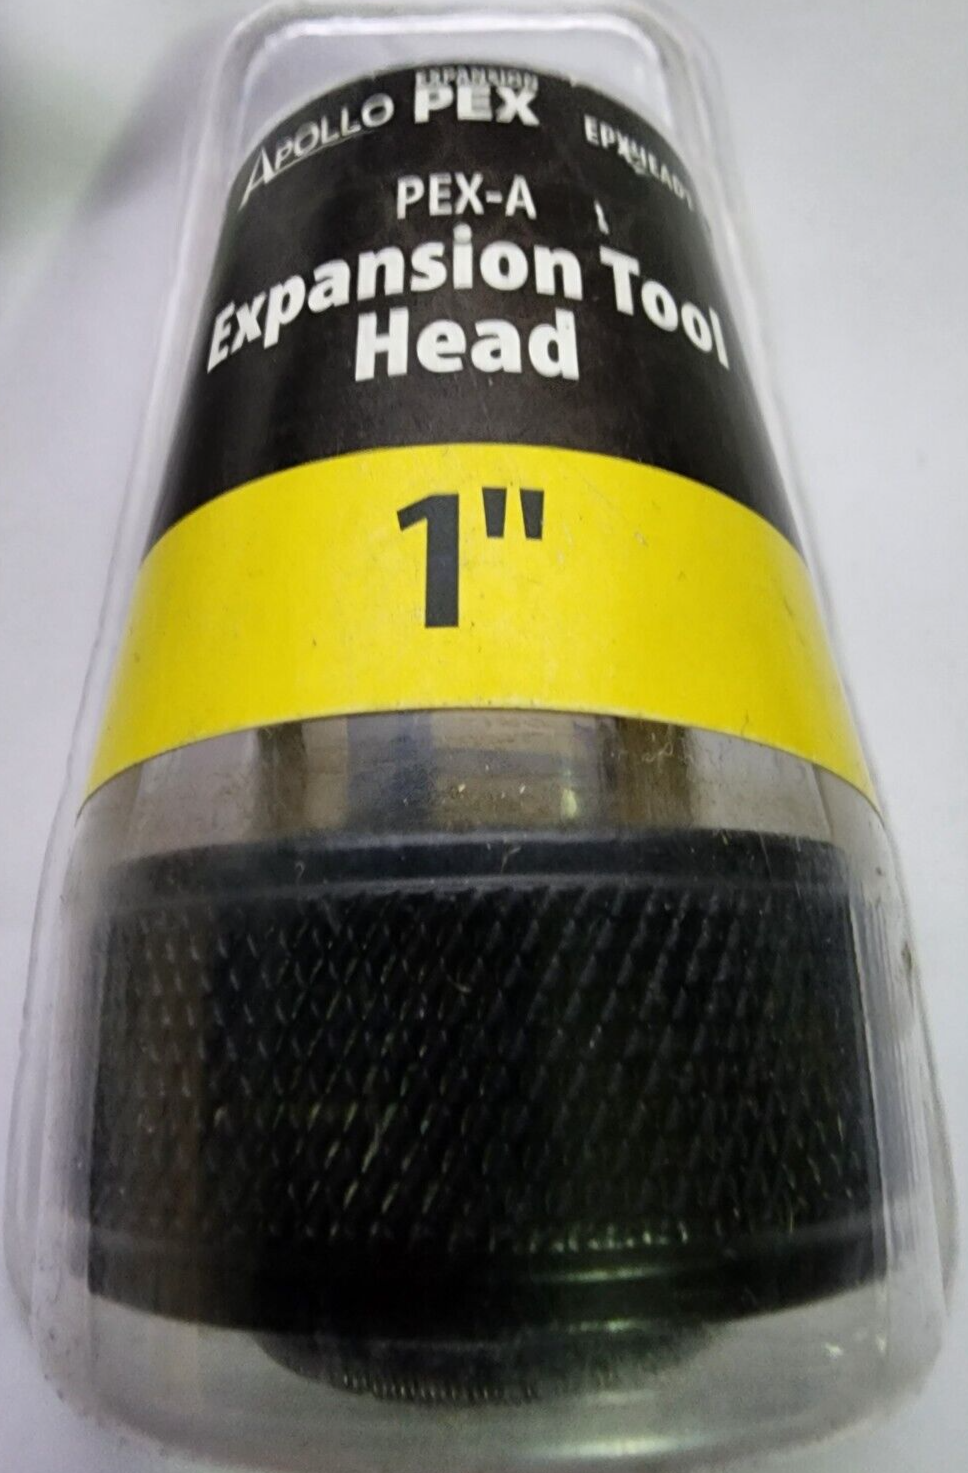 APOLLO EXPANSION PEX
PEX-A
Expansion Tool
Head
1"